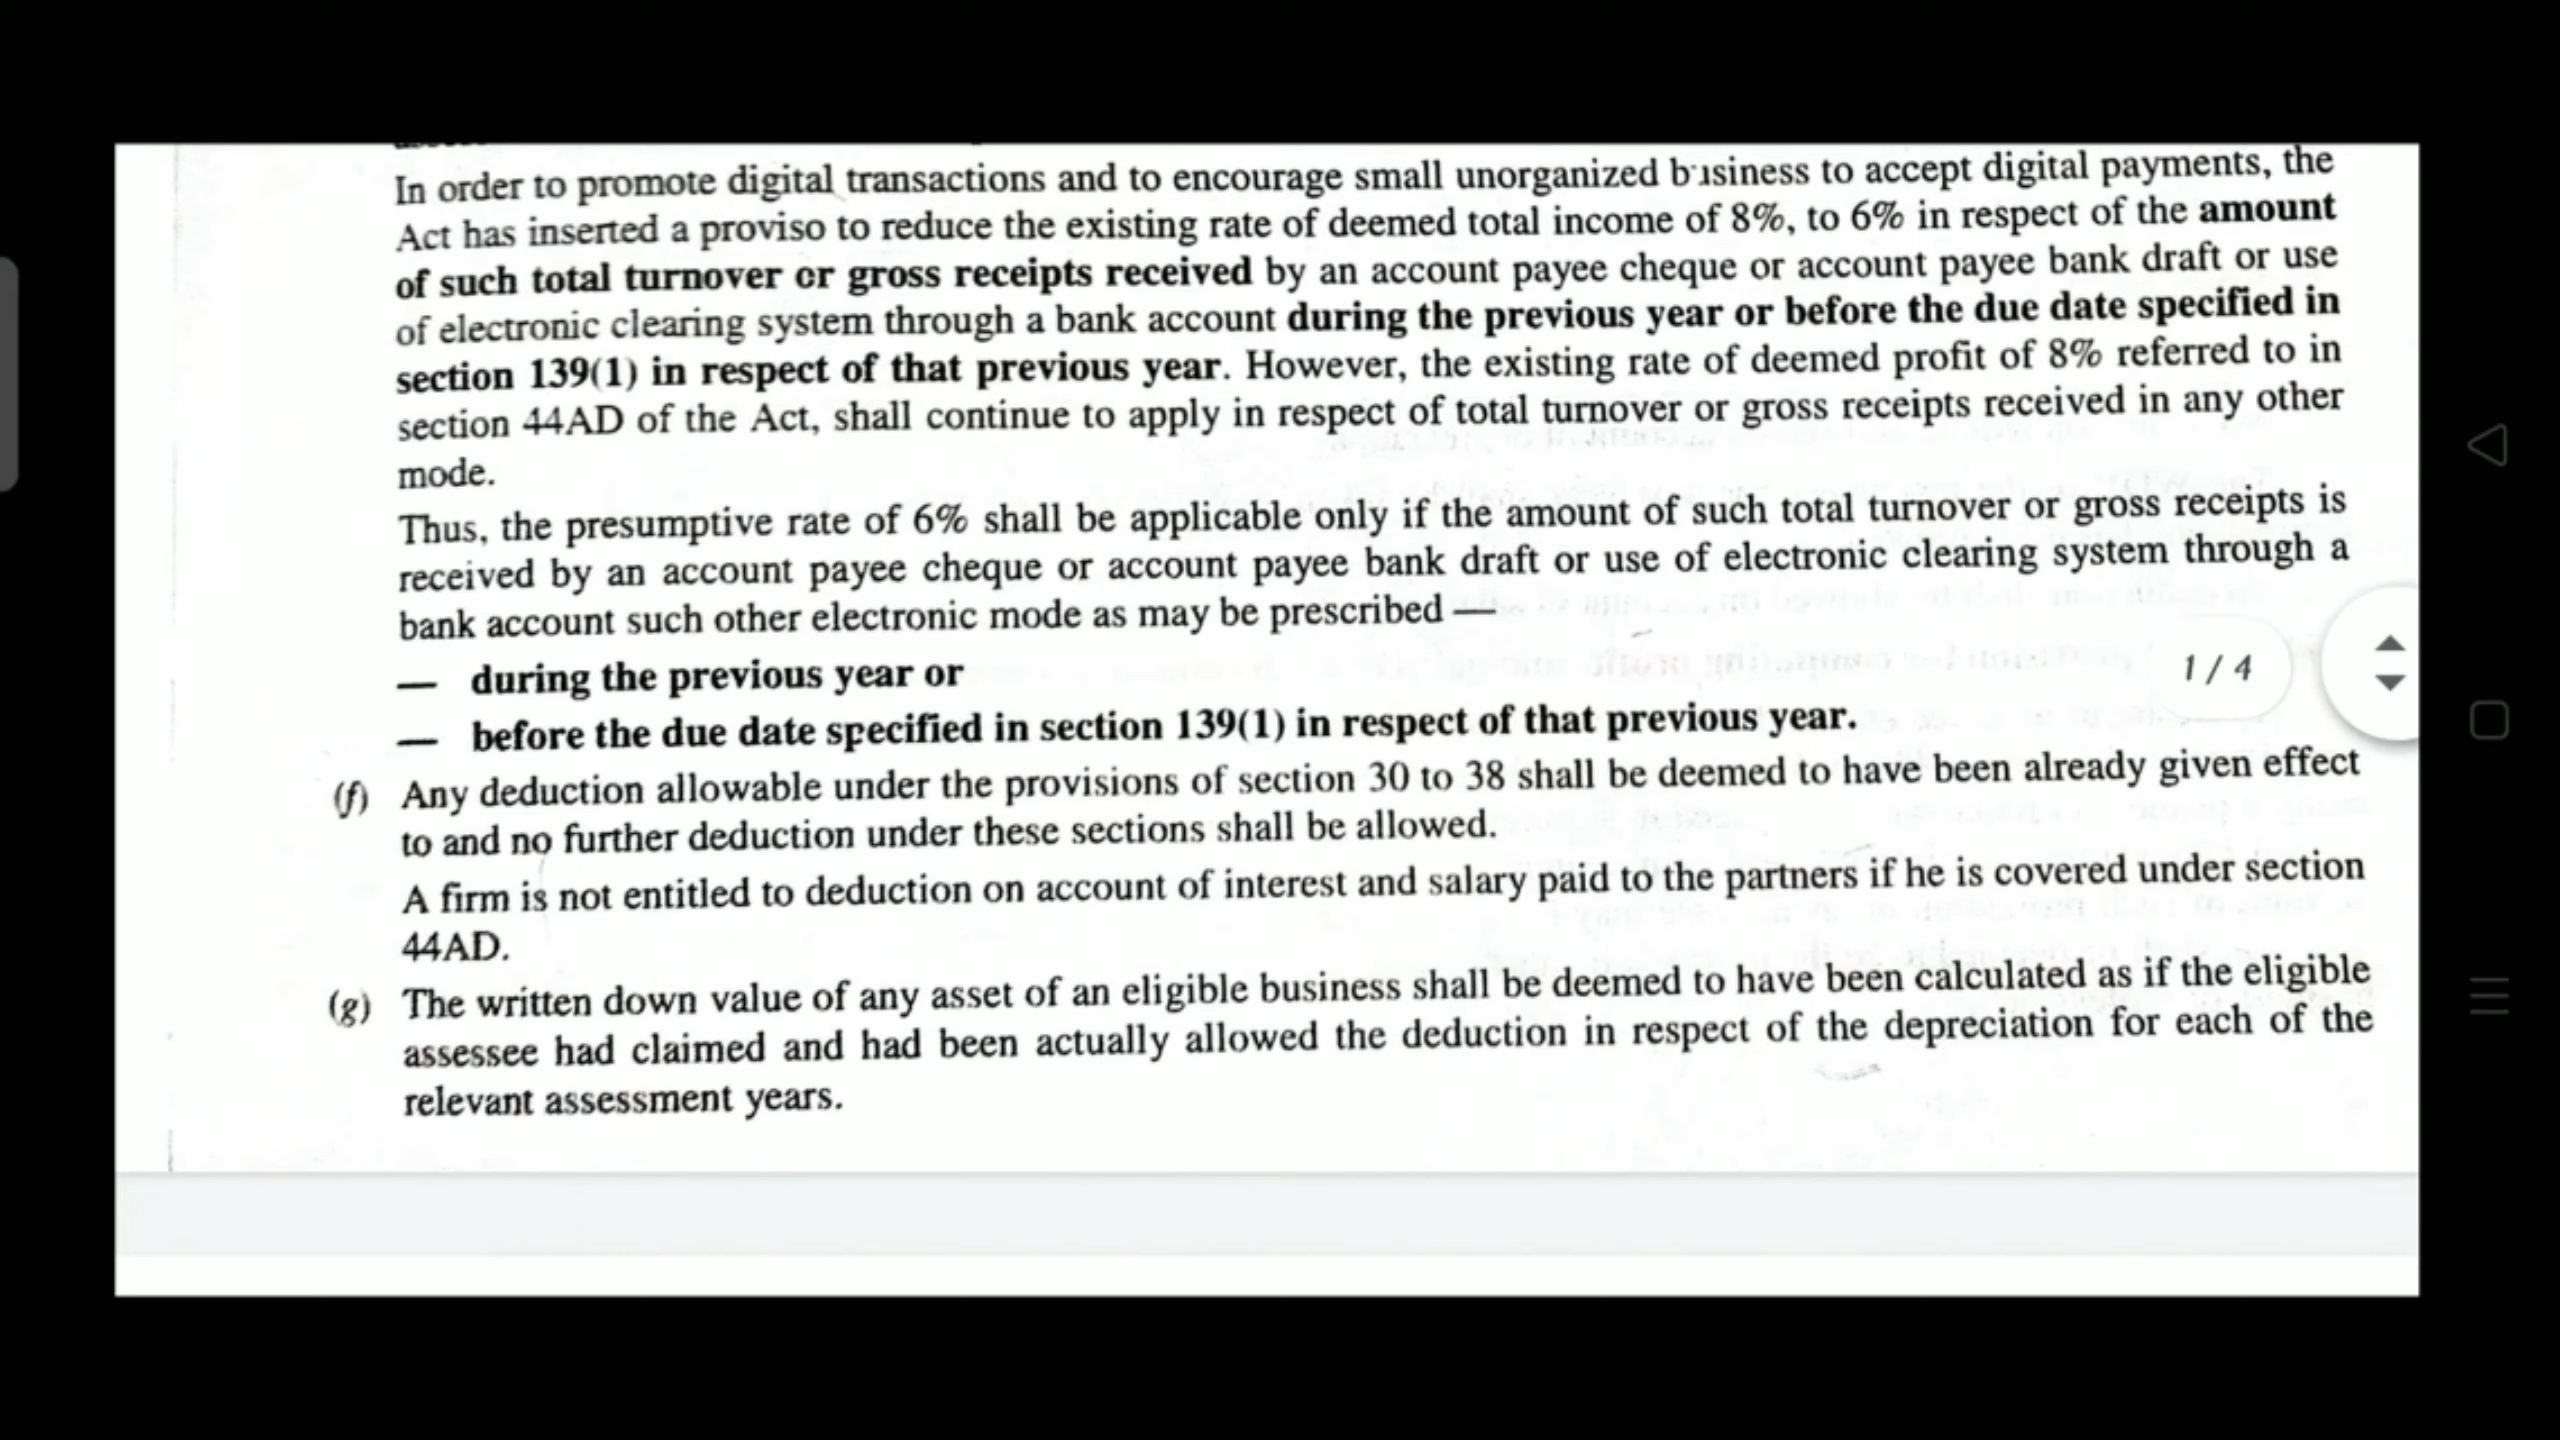 In order to promote digital transactions and to encourage small unorganized business to accept digital payments, the
Act has inserted a proviso to reduce the existing rate of deemed total income of 8%, to 6% in respect of the amount
of such total turnover or gross receipts received by an account payee cheque or account payee bank draft or use
of electronic clearing system through a bank account during the previous year or before the due date specified in
section 139(1) in respect of that previous year. However, the existing rate of deemed profit of 8% referred to in
section 44AD of the Act, shall continue to apply in respect of total turnover or gross receipts received in any other
mode.
Thus, the presumptive rate of 6% shall be applicable only if the amount of such total turnover or gross receipts is
received by an account payee cheque or account payee bank draft or use of electronic clearing system through a
bank account such other electronic mode as may be prescribed —
— during the previous year or
1 / 4
— before the due date specified in section 139(1) in respect of that previous year.
(f) Any deduction allowable under the provisions of section 30 to 38 shall be deemed to have been already given effect
to and no further deduction under these sections shall be allowed.
A firm is not entitled to deduction on account of interest and salary paid to the partners if he is covered under section
44AD.
(g) The written down value of any asset of an eligible business shall be deemed to have been calculated as if the eligible
assessee had claimed and had been actually allowed the deduction in respect of the depreciation for each of the
relevant assessment years.